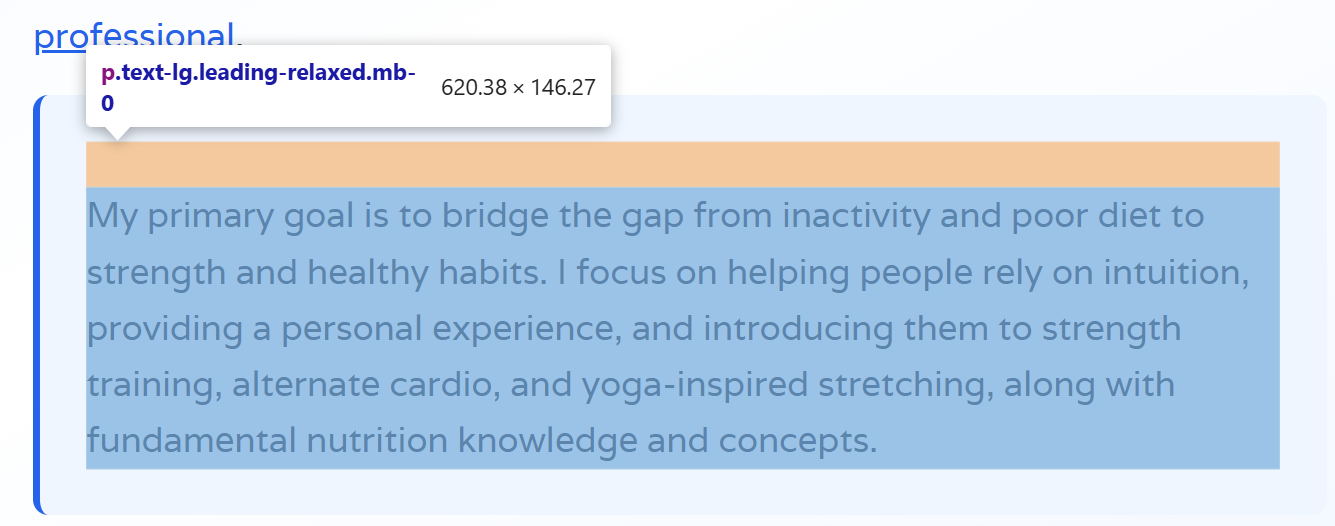 professional.
p.text-lg.leading-relaxed.mb-
0
620.38 × 146.27
My primary goal is to bridge the gap from inactivity and poor diet to
strength and healthy habits. I focus on helping people rely on intuition,
providing a personal experience, and introducing them to strength
training, alternate cardio, and yoga-inspired stretching, along with
fundamental nutrition knowledge and concepts.